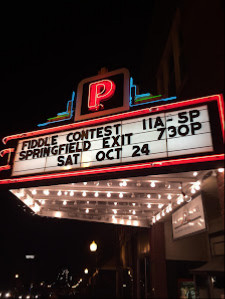 P
FIDDLE CONTEST 11A-5P
SPRINGFIELD EXIT 730P
SAT OCT 24